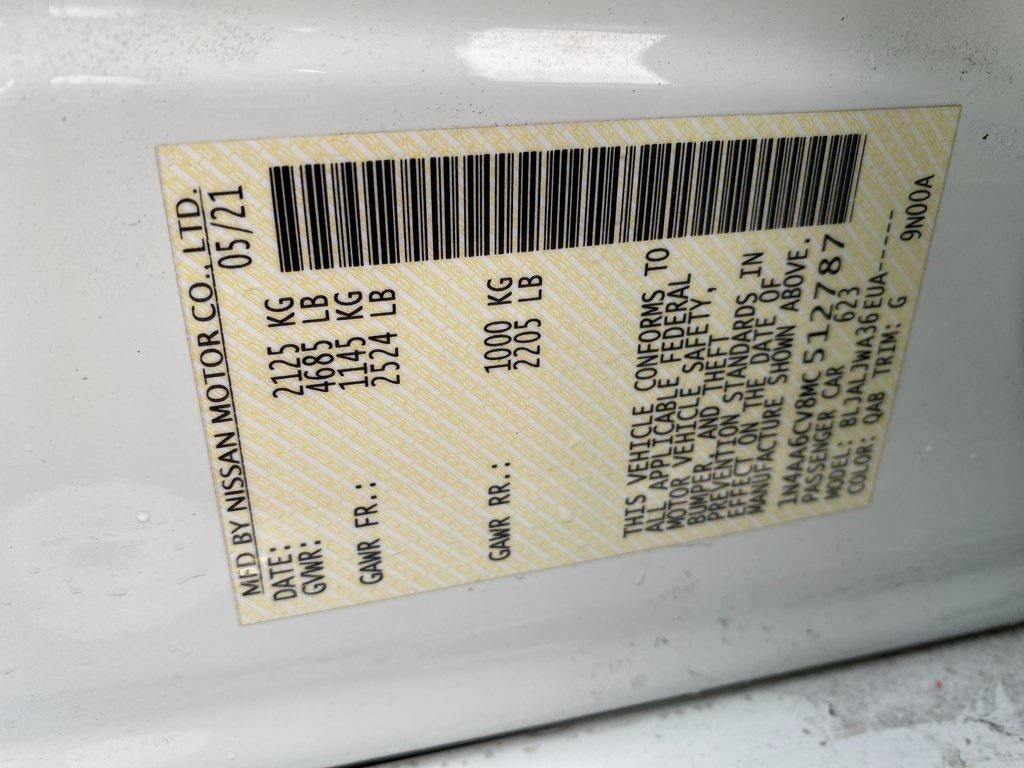 MFD BY NISSAN MOTOR CO., LTD.
DATE: 05/21
GVWR: 2125 KG
4685 LB
GAWR FR.: 1145 KG
2524 LB
GAWR RR.: 1000 KG
2205 LB
THIS VEHICLE CONFORMS TO
ALL APPLICABLE FEDERAL
MOTOR VEHICLE SAFETY,
BUMPER AND THEFT
PREVENTION STANDARDS IN
EFFECT ON THE DATE OF
MANUFACTURE SHOWN ABOVE.
1N4AA6CV8MC512787
PASSENGER CAR 623
MODEL: BLJALJWA36EUA-----
COLOR: QAB TRIM: G
9N00A